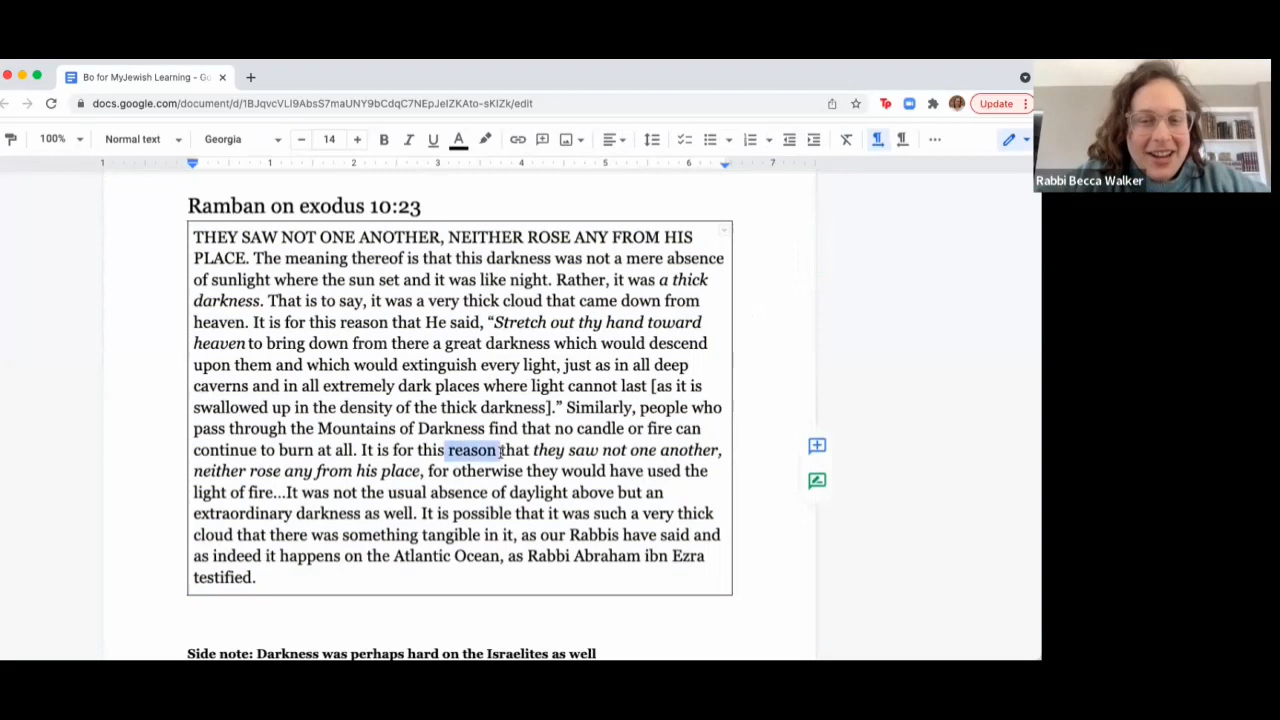 Bo for MyJewish Learning - Go
docs.google.com/document/d/1BJqvcVLI9AbsS7maUNY9bCdqC7NEpJeIZKAto-sKlZk/edit
Update
100%
Normal text
Georgia
14
1 1 2 3 4 5 6 7
Rabbi Becca Walker
Ramban on exodus 10:23
THEY SAW NOT ONE ANOTHER, NEITHER ROSE ANY FROM HIS
PLACE. The meaning thereof is that this darkness was not a mere absence
of sunlight where the sun set and it was like night. Rather, it was a thick
darkness. That is to say, it was a very thick cloud that came down from
heaven. It is for this reason that He said, “Stretch out thy hand toward
heaven to bring down from there a great darkness which would descend
upon them and which would extinguish every light, just as in all deep
caverns and in all extremely dark places where light cannot last [as it is
swallowed up in the density of the thick darkness].” Similarly, people who
pass through the Mountains of Darkness find that no candle or fire can
continue to burn at all. It is for this reason that they saw not one another,
neither rose any from his place, for otherwise they would have used the
light of fire...It was not the usual absence of daylight above but an
extraordinary darkness as well. It is possible that it was such a very thick
cloud that there was something tangible in it, as our Rabbis have said and
as indeed it happens on the Atlantic Ocean, as Rabbi Abraham ibn Ezra
testified.
Side note: Darkness was perhaps hard on the Israelites as well